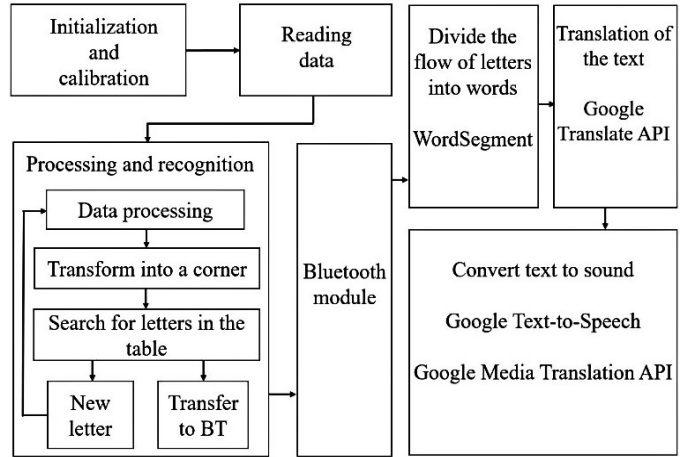 Initialization
and
calibration
Reading
data
Processing and recognition
Data processing
Transform into a corner
Search for letters in the
table
New
letter
Transfer
to BT
Bluetooth
module
Divide the
flow of letters
into words
WordSegment
Translation of
the text
Google
Translate API
Convert text to sound
Google Text-to-Speech
Google Media Translation API